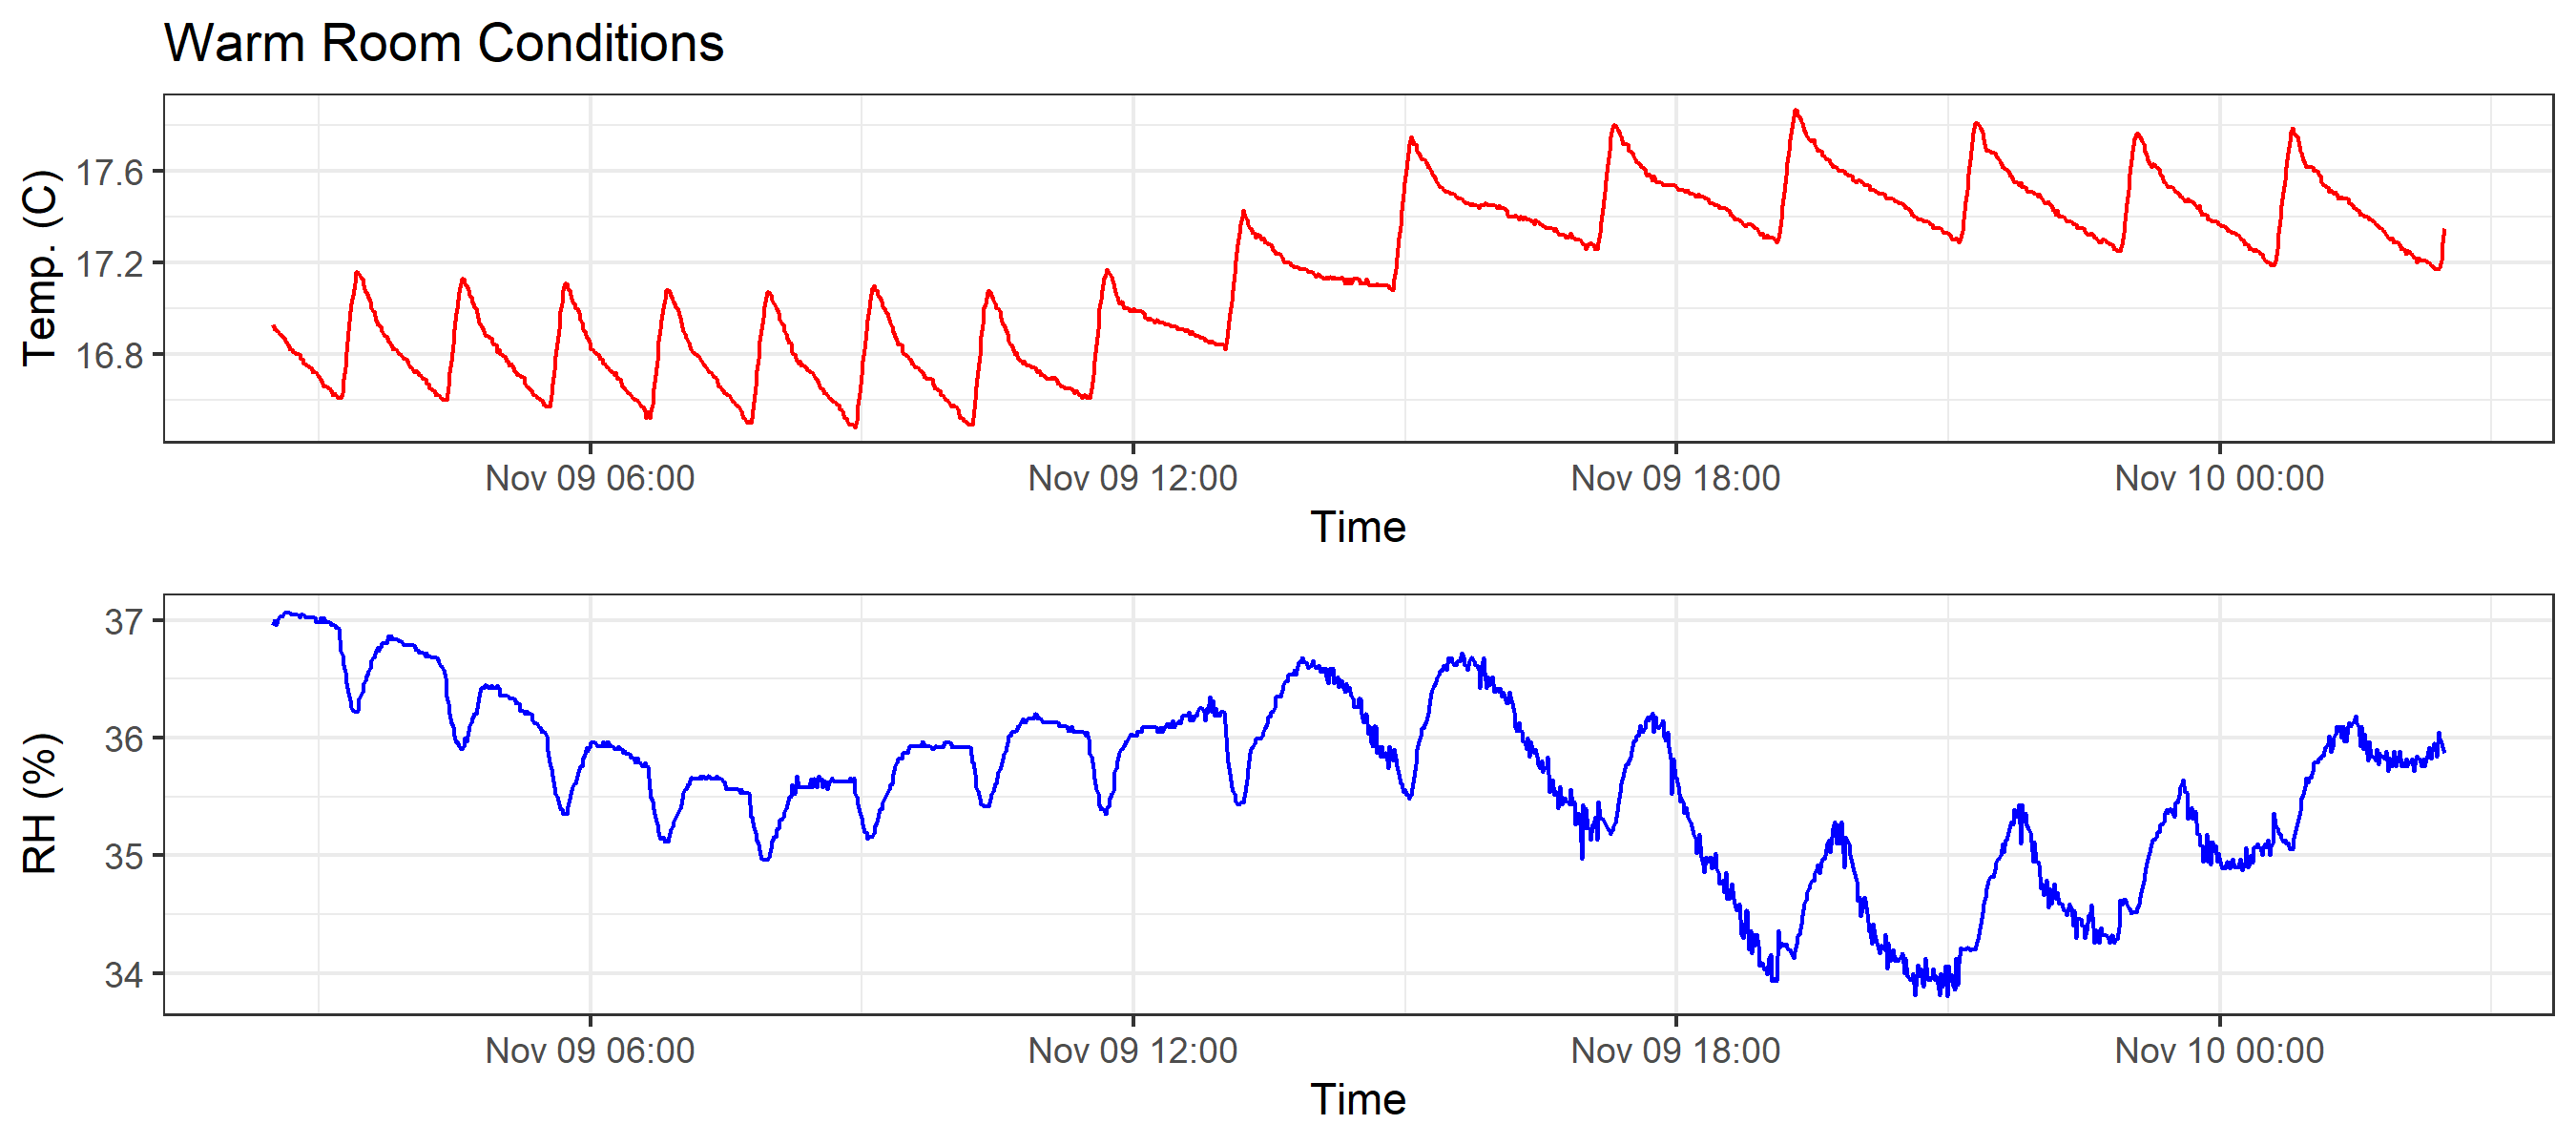 Warm Room Conditions
Temp. (C)
17.6
17.2
16.8
Nov 09 06:00 Nov 09 12:00 Nov 09 18:00 Nov 10 00:00
Time
RH (%)
37
36
35
34
Nov 09 06:00 Nov 09 12:00 Nov 09 18:00 Nov 10 00:00
Time